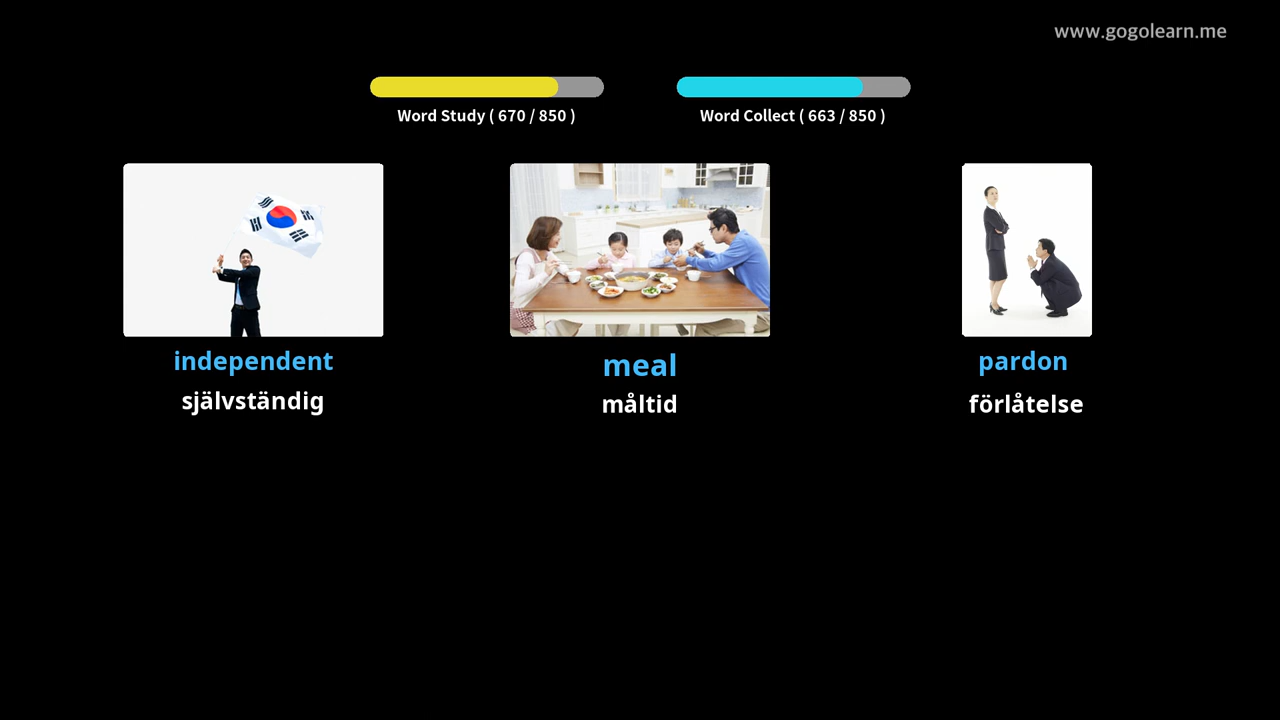 www.gogolearn.me
Word Study ( 670 / 850 )
Word Collect ( 663 / 850 )
independent
meal
pardon
självständig
måltid
förlåtelse